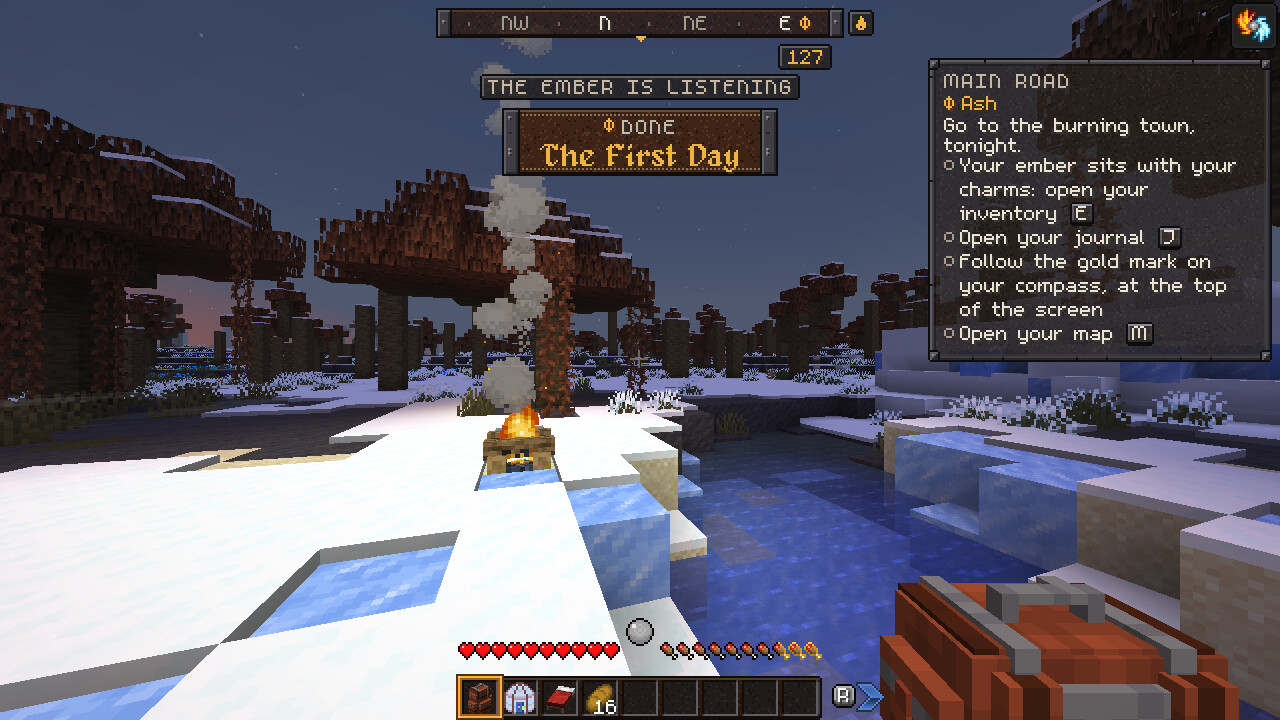 NW N NE E
127
THE EMBER IS LISTENING
DONE
The First Day
MAIN ROAD
Ash
Go to the burning town,
tonight.
Your ember sits with your
charms: open your
inventory E
Open your journal J
Follow the gold mark on
your compass, at the top
of the screen
Open your map M
16
R